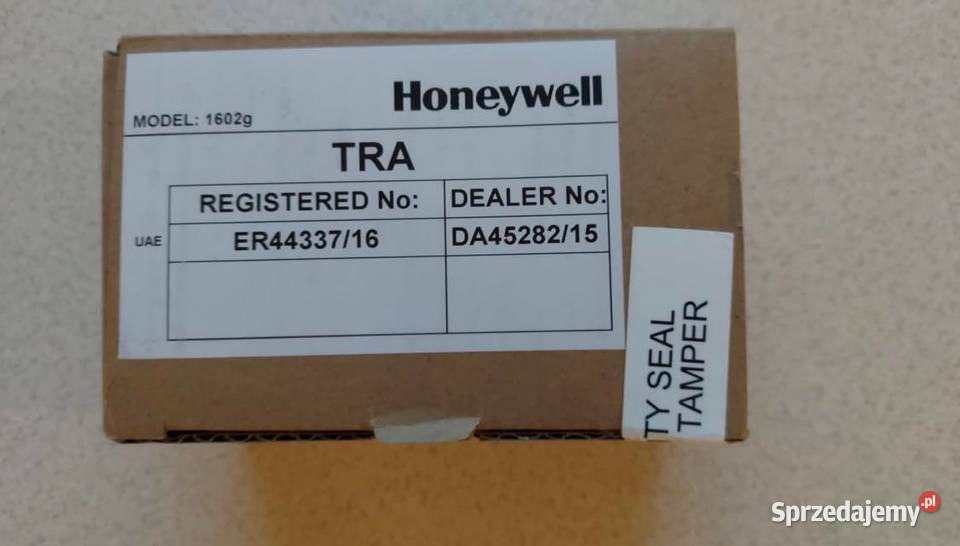 Honeywell
MODEL: 1602g
TRA
REGISTERED No: DEALER No:
UAE ER44337/16 DA45282/15
TY SEAL
TAMPER
Sprzedajemy.pl